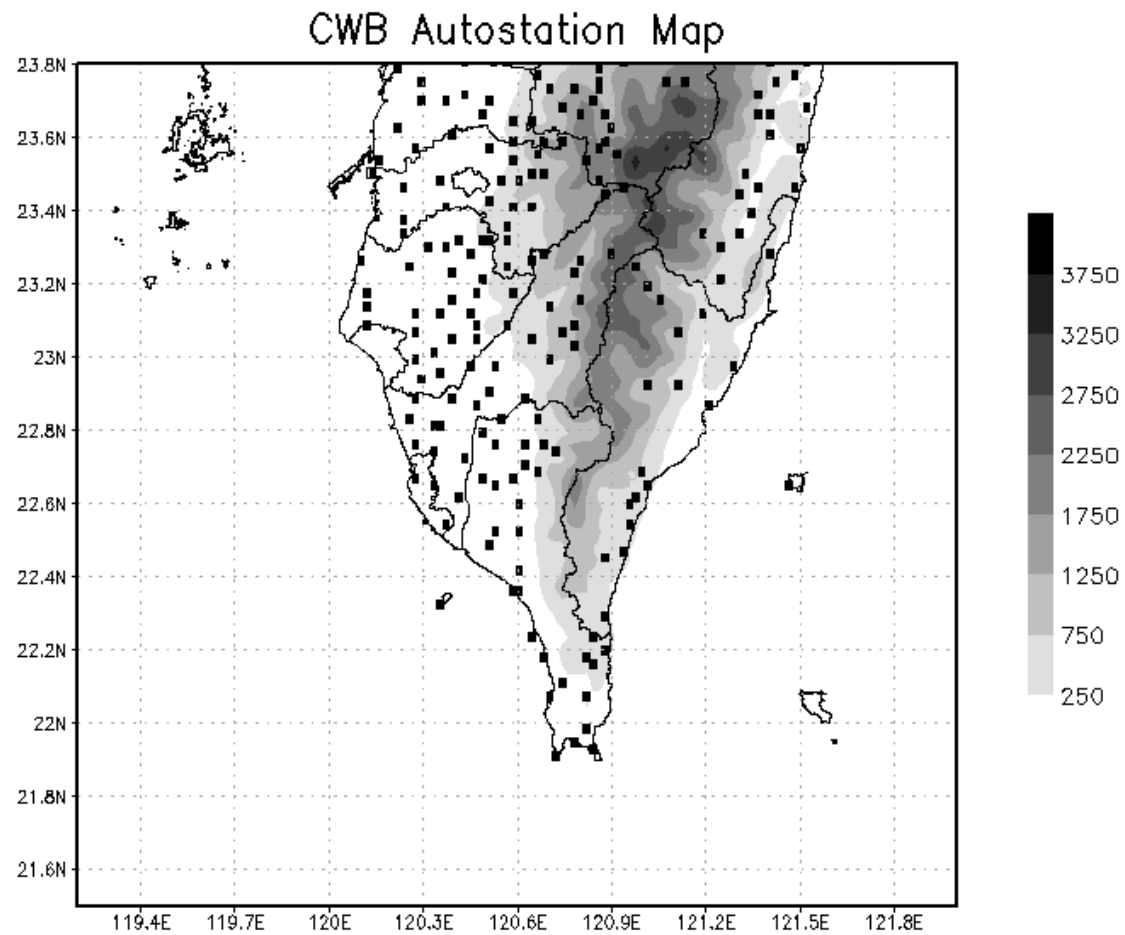 CWB Autostation Map
23.8N
23.6N
23.4N
23.2N
23N
22.8N
22.6N
22.4N
22.2N
22N
21.8N
21.6N
119.4E 119.7E 120E 120.3E 120.6E 120.9E 121.2E 121.5E 121.8E
3750
3250
2750
2250
1750
1250
750
250